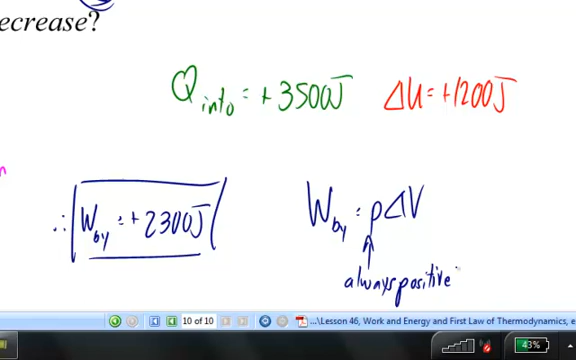 ecrease?
Q into = +3500J ΔU = +1200J
∴ W by = +2300J W by = pΔV
always positive
10 of 10 ...\Lesson 46, Work and Energy and First Law of Thermodynamics, e
43%